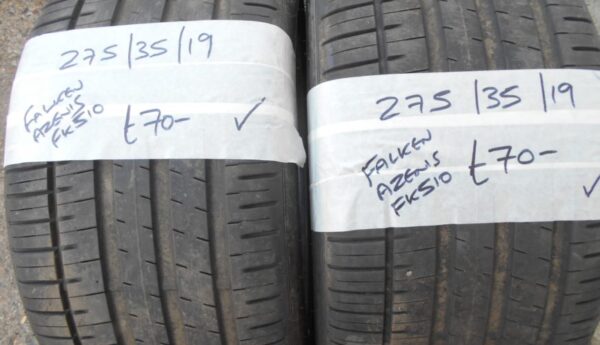 275/35/19
FALKEN
AZENIS
FK510
£70-
275/35/19
FALKEN
AZENIS
FK510
£70-